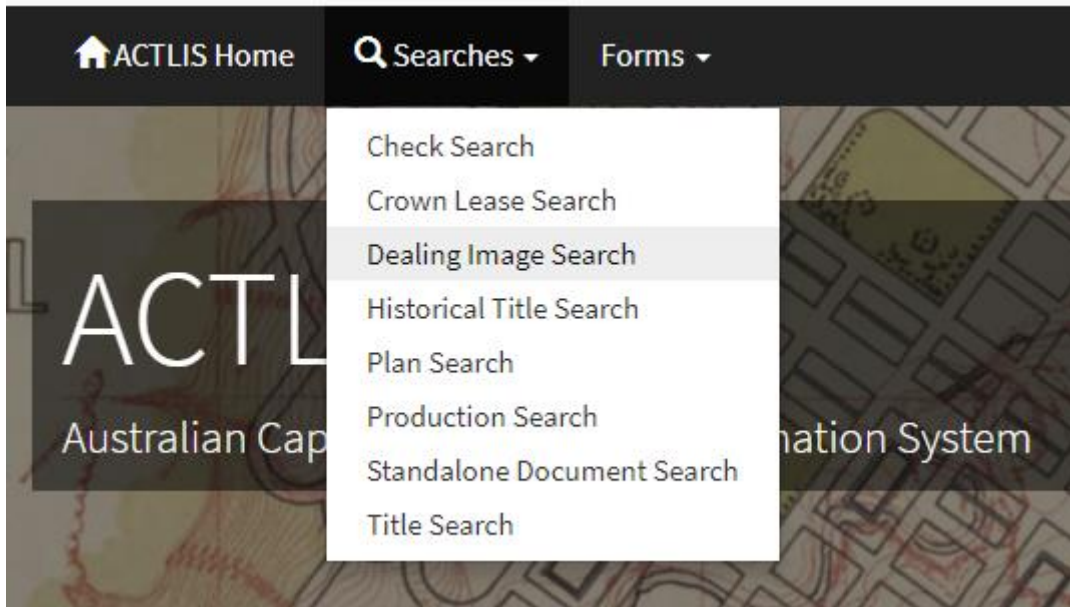 ACTLIS Home Searches Forms
Check Search
Crown Lease Search
Dealing Image Search
Historical Title Search
Plan Search
Production Search
Standalone Document Search
Title Search
ACTL
Australian Cap
System